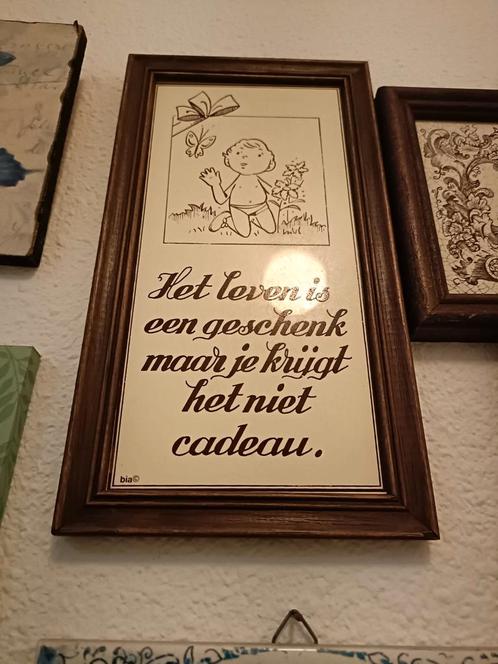 Het leven is
een geschenk
maar je krijgt
het niet
cadeau.
bia©